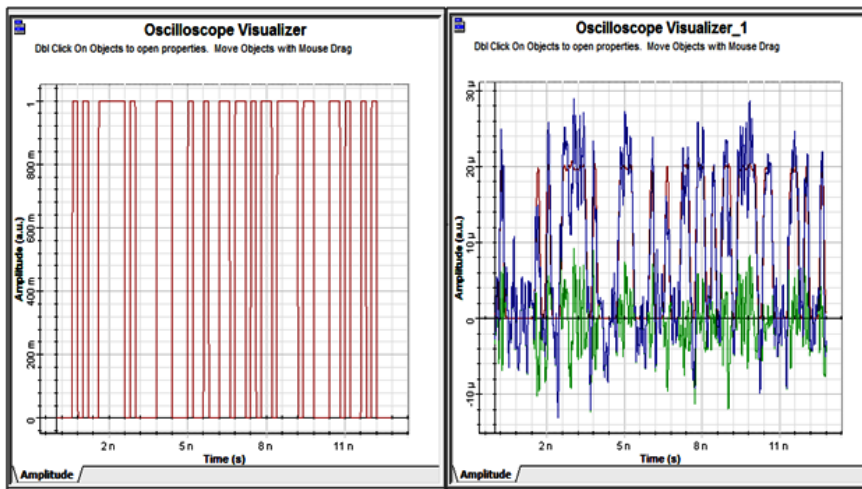 Oscilloscope Visualizer
Dbl Click On Objects to open properties. Move Objects with Mouse Drag
1
800 m
600 m
400 m
200 m
0
Amplitude (a.u.)
2 n
5 n
8 n
11 n
Time (s)
Amplitude
Oscilloscope Visualizer_1
Dbl Click On Objects to open properties. Move Objects with Mouse Drag
30 µ
20 µ
10 µ
0
-10 µ
Amplitude (a.u.)
2 n
5 n
8 n
11 n
Time (s)
Amplitude